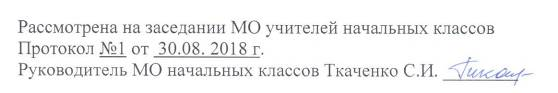 Рассмотрена на заседании МО учителей начальных классов
Протокол №1 от 30.08. 2018 г.
Руководитель МО начальных классов Ткаченко С.И.